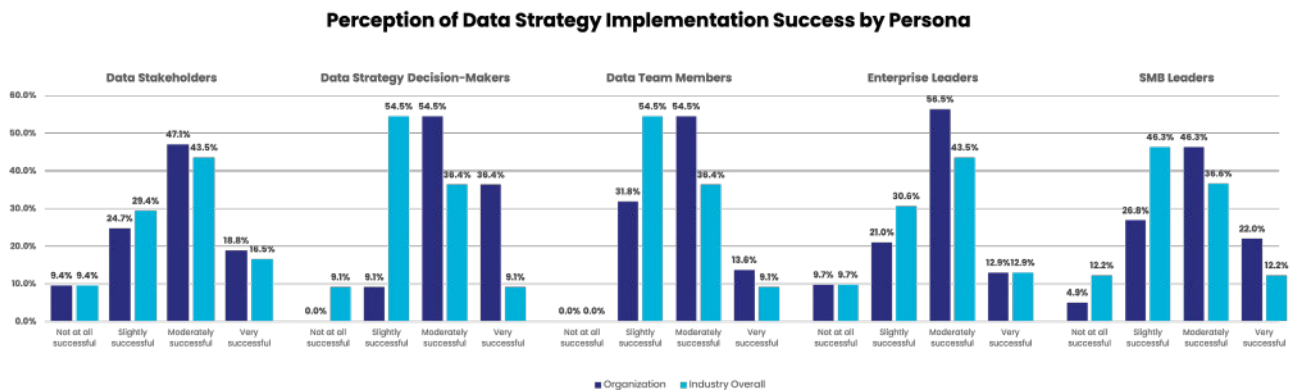 Perception of Data Strategy Implementation Success by Persona
Data Stakeholders
Data Strategy Decision-Makers
Data Team Members
Enterprise Leaders
SMB Leaders
60.0%
50.0%
40.0%
30.0%
20.0%
10.0%
0.0%
9.4% 9.4%
24.7% 29.4%
47.1% 43.5%
18.8% 16.5%
0.0% 9.1%
9.1% 54.5%
54.5% 36.4%
36.4% 9.1%
0.0% 0.0%
31.8% 54.5%
54.5% 36.4%
13.6% 9.1%
9.7% 9.7%
21.0% 30.6%
56.5% 43.5%
12.9% 12.9%
4.9% 12.2%
26.8% 46.3%
46.3% 36.6%
22.0% 12.2%
Not at all successful
Slightly successful
Moderately successful
Very successful
Not at all successful
Slightly successful
Moderately successful
Very successful
Not at all successful
Slightly successful
Moderately successful
Very successful
Not at all successful
Slightly successful
Moderately successful
Very successful
Not at all successful
Slightly successful
Moderately successful
Very successful
Organization
Industry Overall